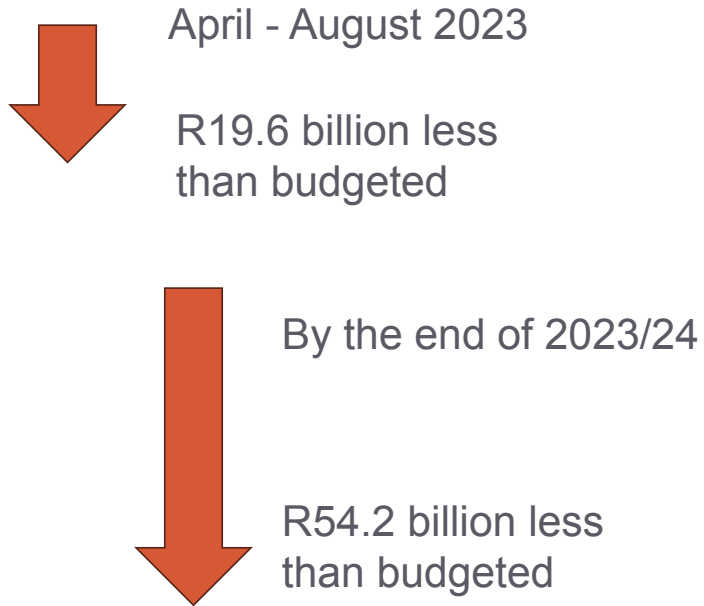 April - August 2023
R19.6 billion less
than budgeted
By the end of 2023/24
R54.2 billion less
than budgeted